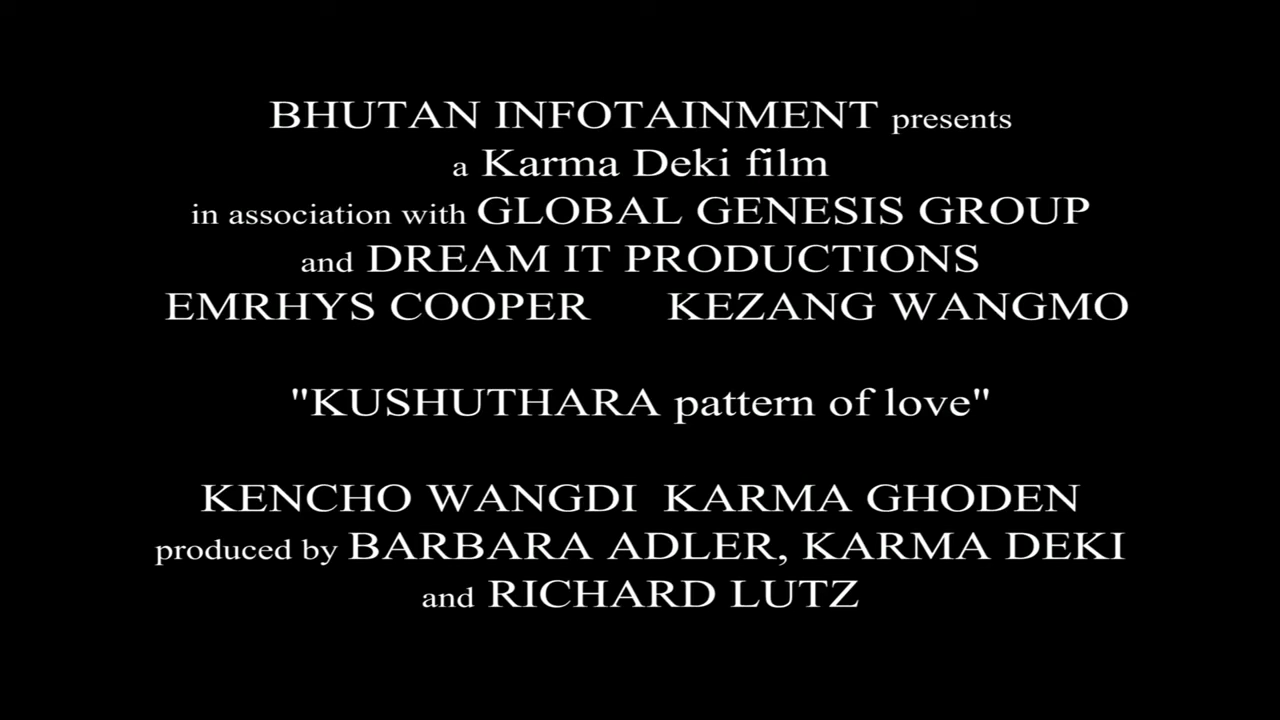 BHUTAN INFOTAINMENT presents
a Karma Deki film
in association with GLOBAL GENESIS GROUP
and DREAM IT PRODUCTIONS
EMRHYS COOPER KEZANG WANGMO
"KUSHUTHARA pattern of love"
KENCHO WANGDI KARMA GHODEN
produced by BARBARA ADLER, KARMA DEKI
and RICHARD LUTZ